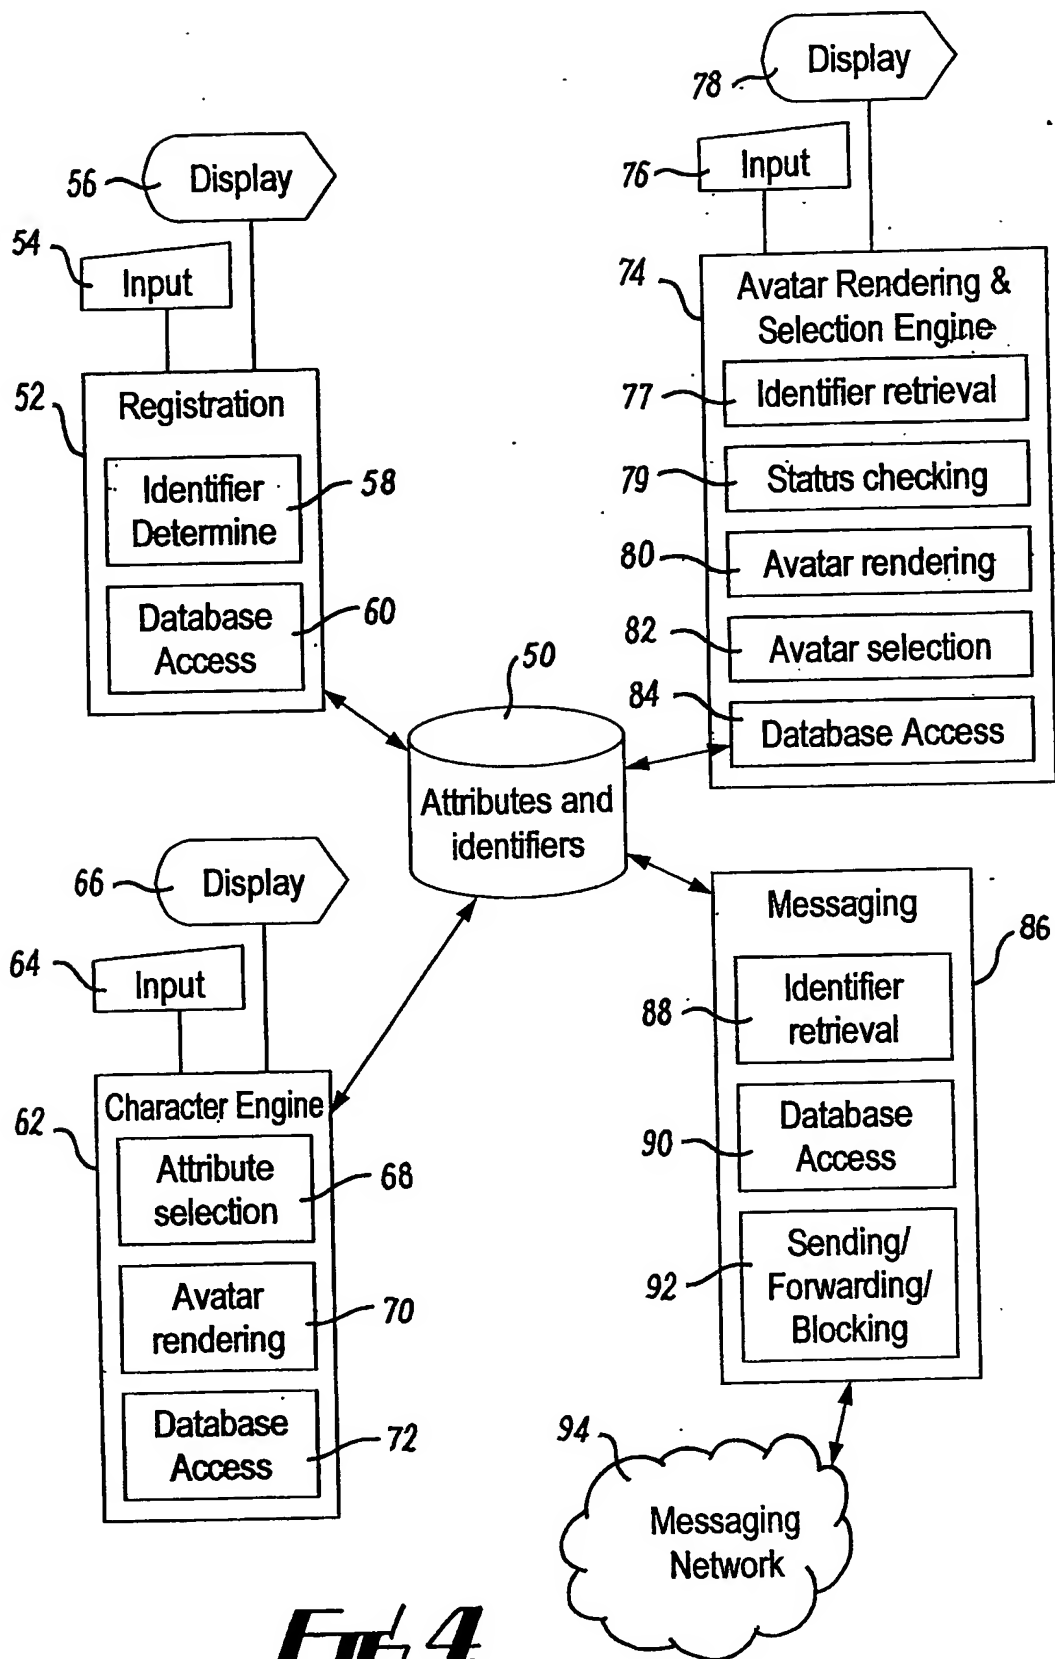 56
Display
54
Input
52
Registration
Identifier
Determine
58
Database
Access
60
78
Display
76
Input
74
Avatar Rendering &
Selection Engine
77
Identifier retrieval
79
Status checking
80
Avatar rendering
82
Avatar selection
84
Database Access
50
Attributes and
identifiers
66
Display
64
Input
62
Character Engine
Attribute
selection
68
Avatar
rendering
70
Database
Access
72
Messaging
86
88
Identifier
retrieval
90
Database
Access
92
Sending/
Forwarding/
Blocking
94
Messaging
Network
Fig 4